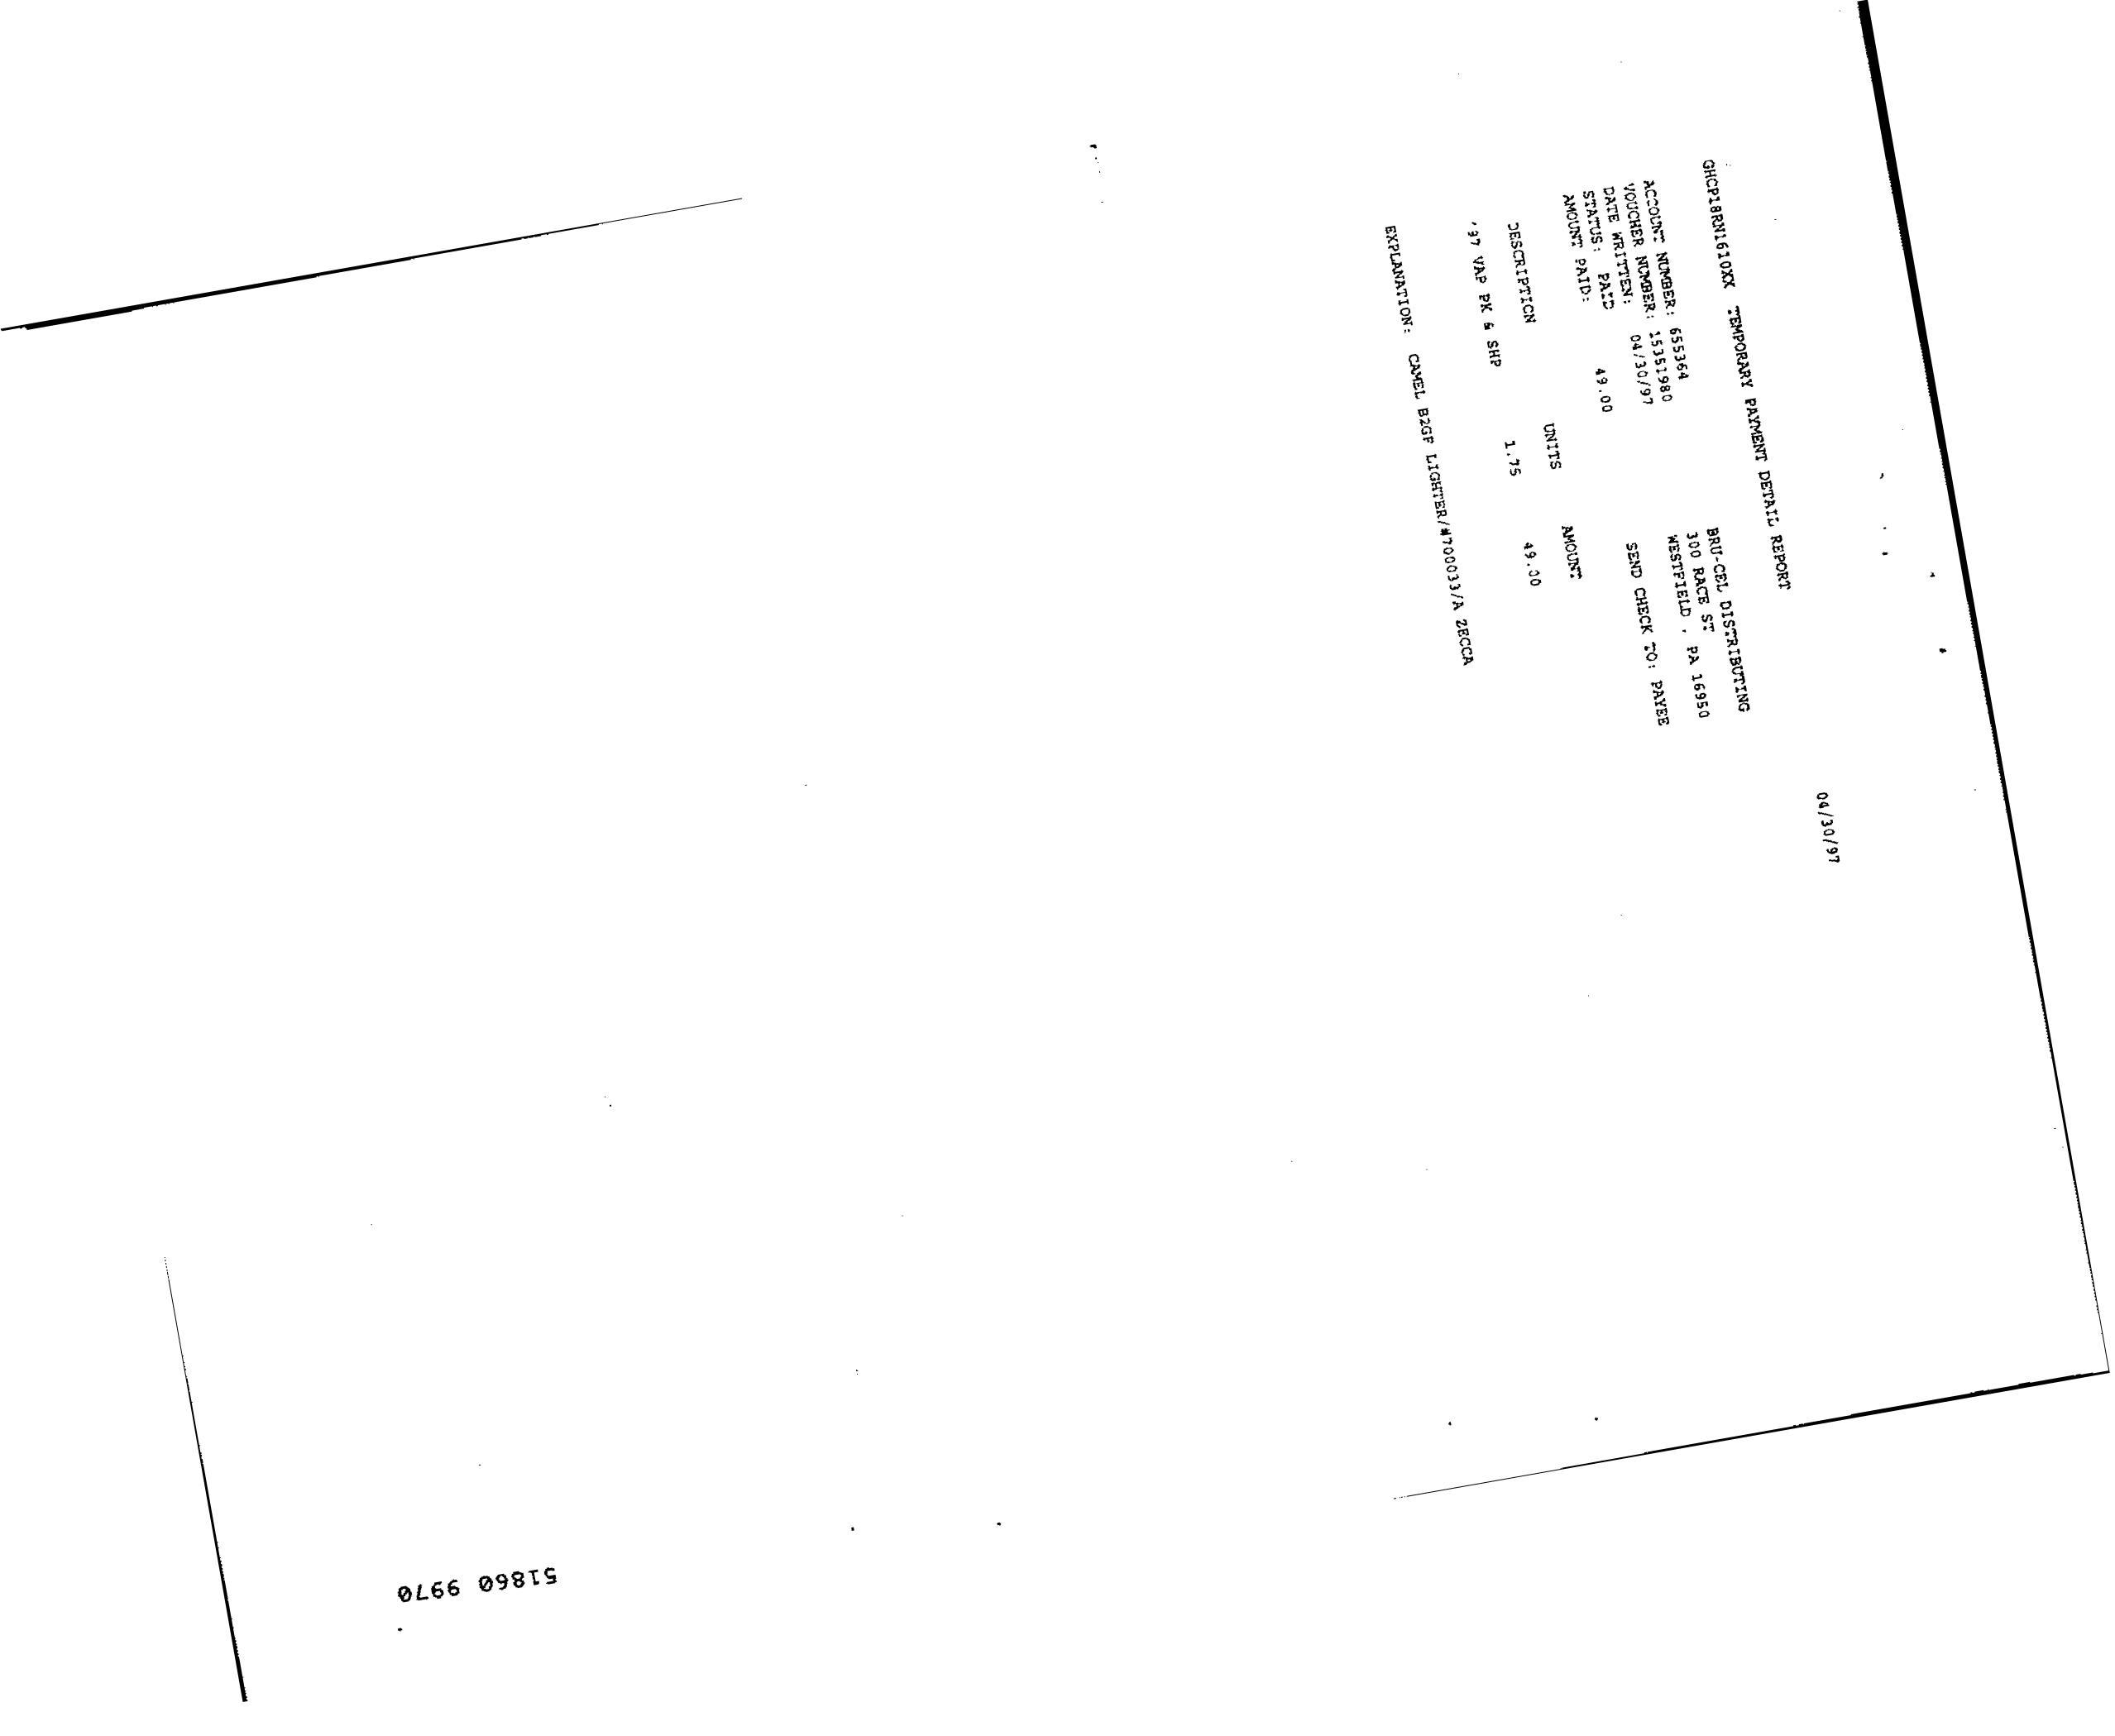 GHCP18RN1610XX TEMPORARY PAYMENT DETAIL REPORT 04/30/97
ACCOUNT NUMBER: 655364 BRU-CEL DISTRIBUTING
VOUCHER NUMBER: 15351980 300 RACE ST
DATE WRITTEN: 04/30/97 WESTFIELD , PA 16950
STATUS: PAID
AMOUNT PAID: 49.00 SEND CHECK TO: PAYEE
DESCRIPTION UNITS AMOUNT
'97 VAP PK & SHP 1.75 49.00
EXPLANATION: CAMEL B2GF LIGHTER/#700033/A ZECCA
51860 9970